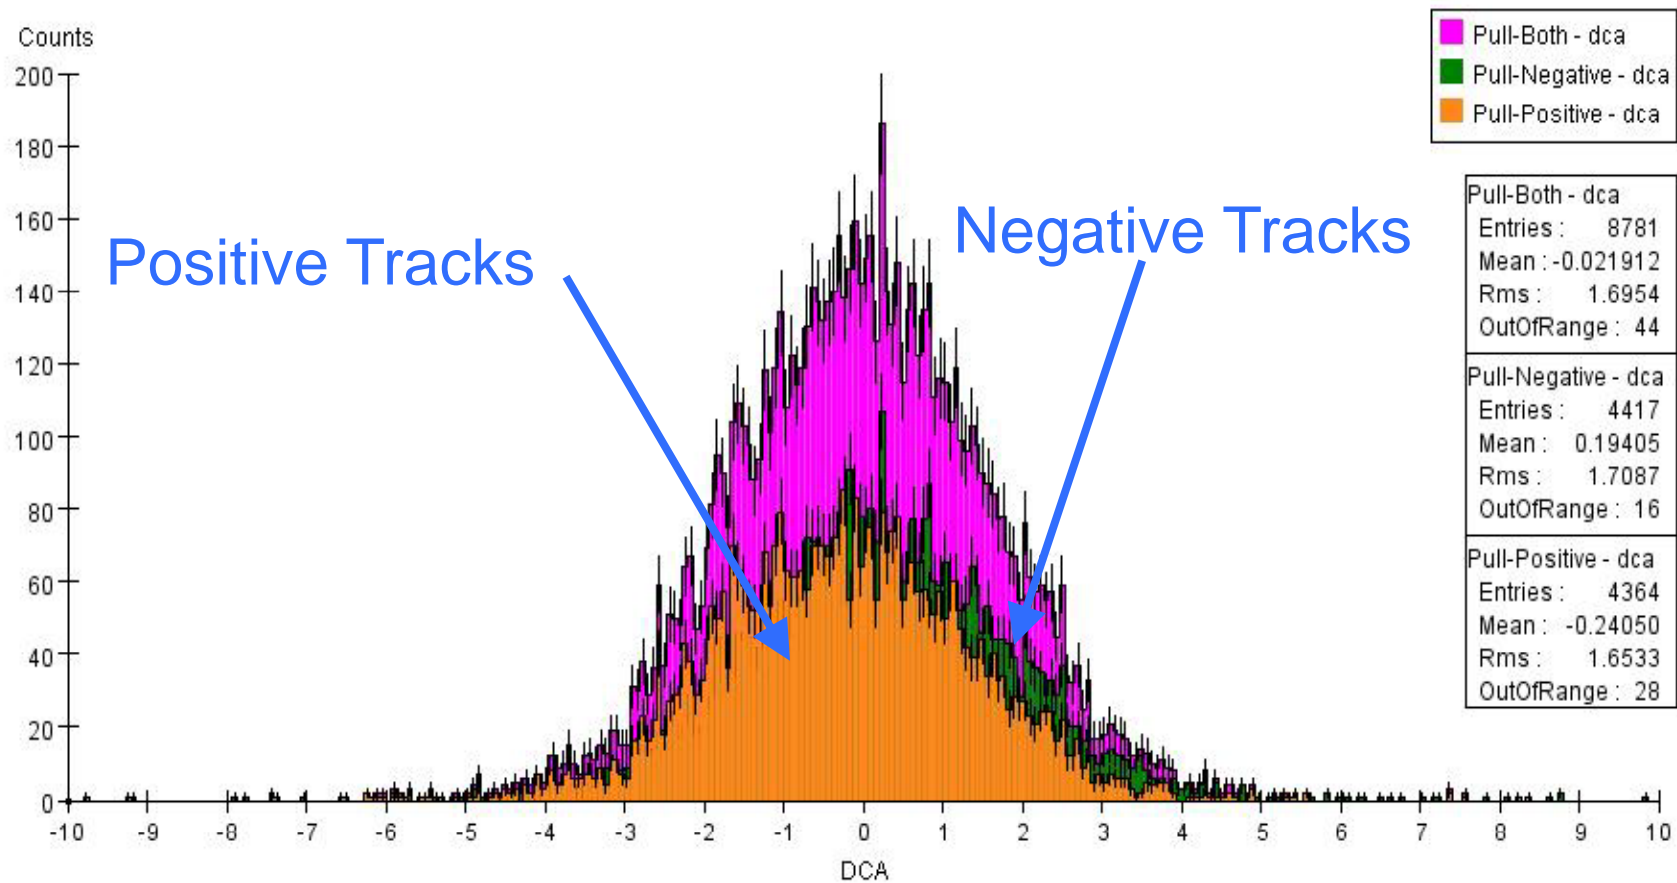 Counts
200
180
160
140
120
100
80
60
40
20
0
-10 -9 -8 -7 -6 -5 -4 -3 -2 -1 0 1 2 3 4 5 6 7 8 9 10
DCA
Positive Tracks
Negative Tracks
Pull-Both - dca
Pull-Negative - dca
Pull-Positive - dca
Pull-Both - dca
Entries : 8781
Mean : -0.021912
Rms : 1.6954
OutOfRange : 44
Pull-Negative - dca
Entries : 4417
Mean : 0.19405
Rms : 1.7087
OutOfRange : 16
Pull-Positive - dca
Entries : 4364
Mean : -0.24050
Rms : 1.6533
OutOfRange : 28